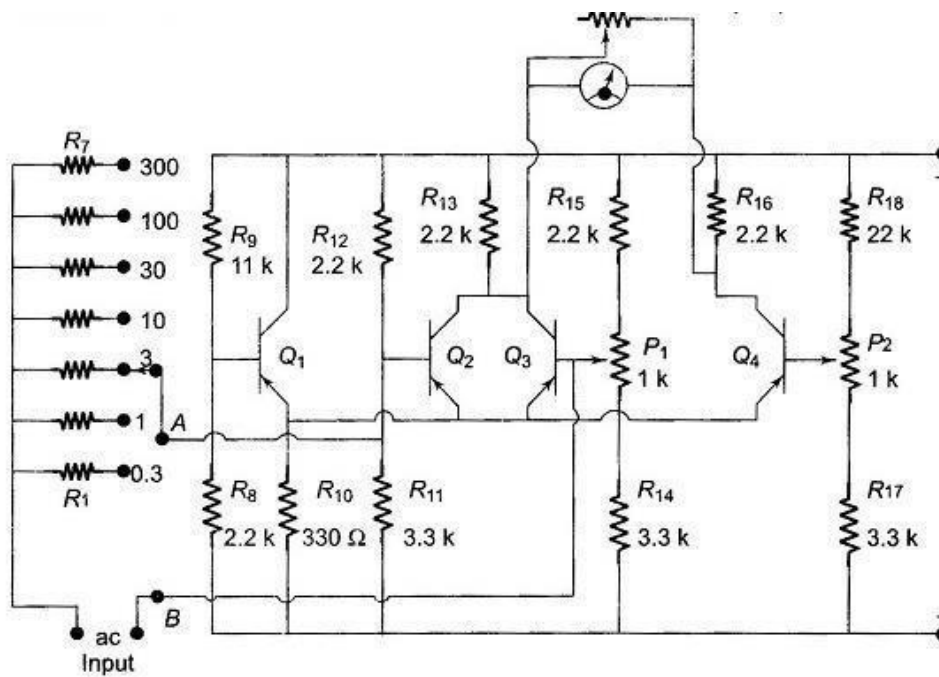 R7
300
100
30
10
3
1
0.3
R1
A
B
ac
Input
R9
11 k
R12
2.2 k
R13
2.2 k
R15
2.2 k
R16
2.2 k
R18
22 k
Q1
Q2
Q3
P1
1 k
Q4
P2
1 k
R8
2.2 k
R10
330 Ω
R11
3.3 k
R14
3.3 k
R17
3.3 k